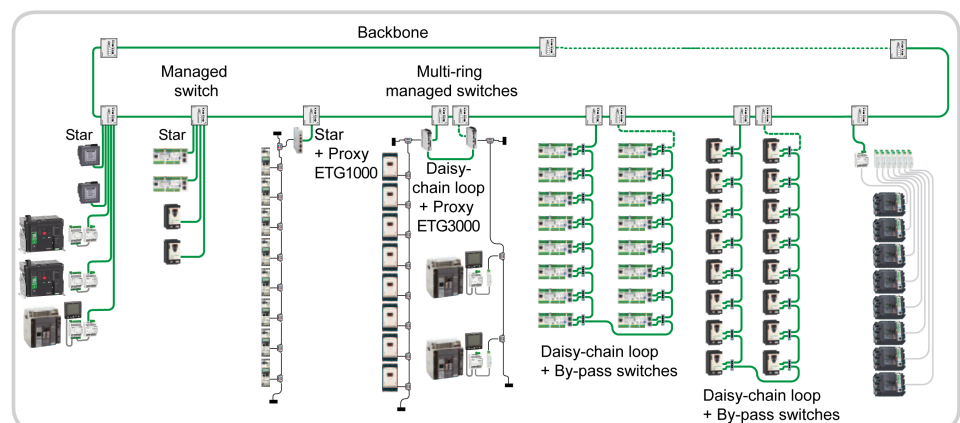 Backbone
Managed
switch
Multi-ring
managed switches
Star
Star
Star
+ Proxy
ETG1000
Daisy-
chain loop
+ Proxy
ETG3000
Daisy-chain loop
+ By-pass switches
Daisy-chain loop
+ By-pass switches